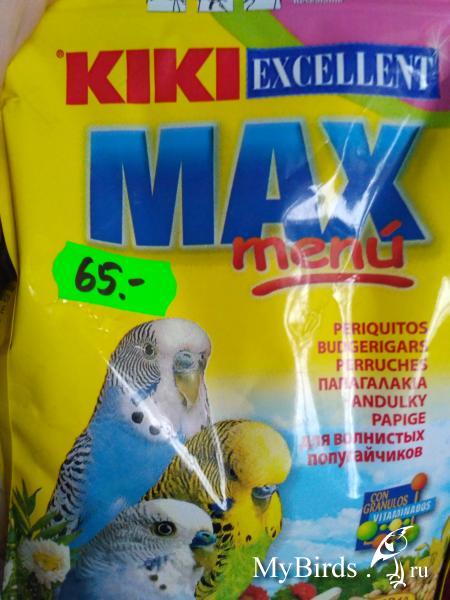 ® KIKI EXCELLENT
MAX
menú
65.-
PERIQUITOS
BUDGERIGARS
PERRUCHES
ΠΑΠΑΓΑΛΑΚΙΑ
ANDULKY
PAPIGE
для волнистых
попугайчиков
CON
GRANULOS
VITAMINADOS
MyBirds.ru